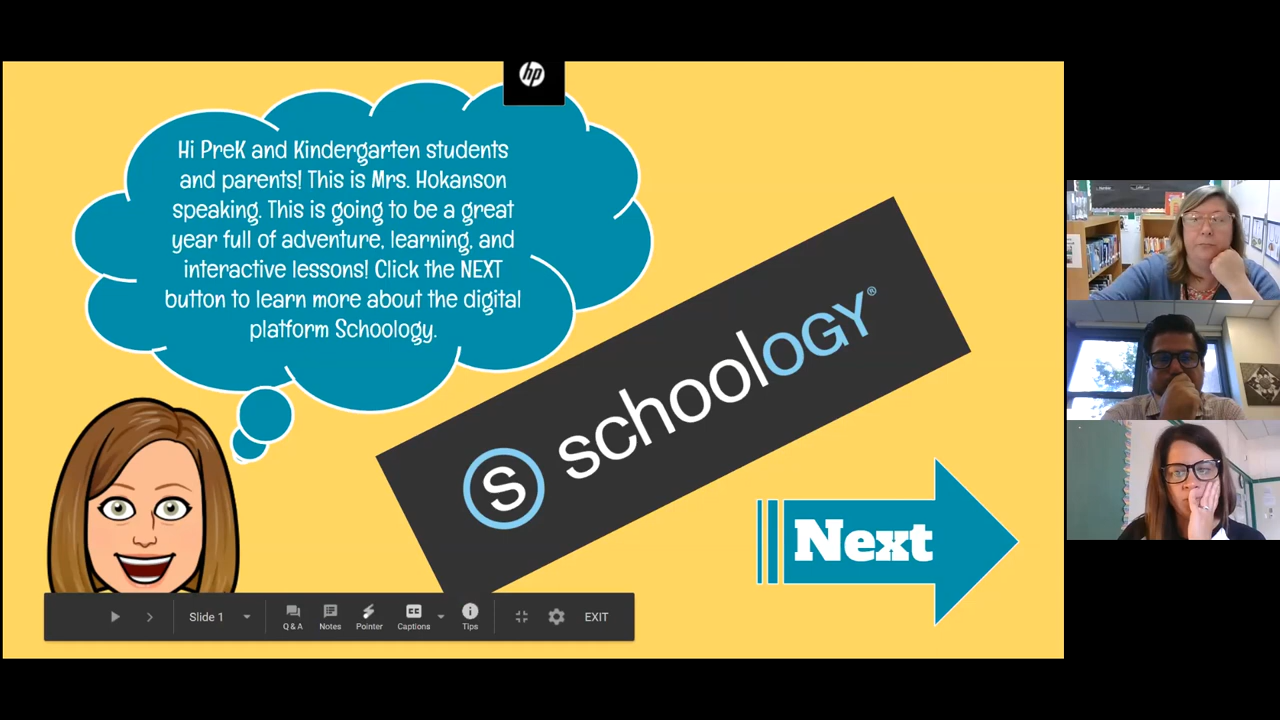 hp
Hi PreK and Kindergarten students
and parents! This is Mrs. Hokanson
speaking. This is going to be a great
year full of adventure, learning, and
interactive lessons! Click the NEXT
button to learn more about the digital
platform Schoology.
S schoology®
Next
Slide 1
Q&A
Notes
Pointer
CC
Captions
Tips
EXIT